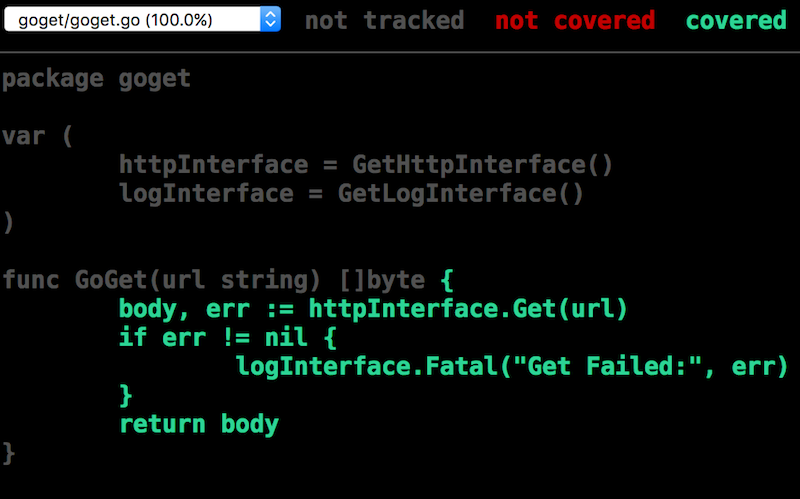 goget/goget.go (100.0%) not tracked not covered covered
package goget
var (
httpInterface = GetHttpInterface()
logInterface = GetLogInterface()
)
func GoGet(url string) []byte {
body, err := httpInterface.Get(url)
if err != nil {
logInterface.Fatal("Get Failed:", err)
}
return body
}